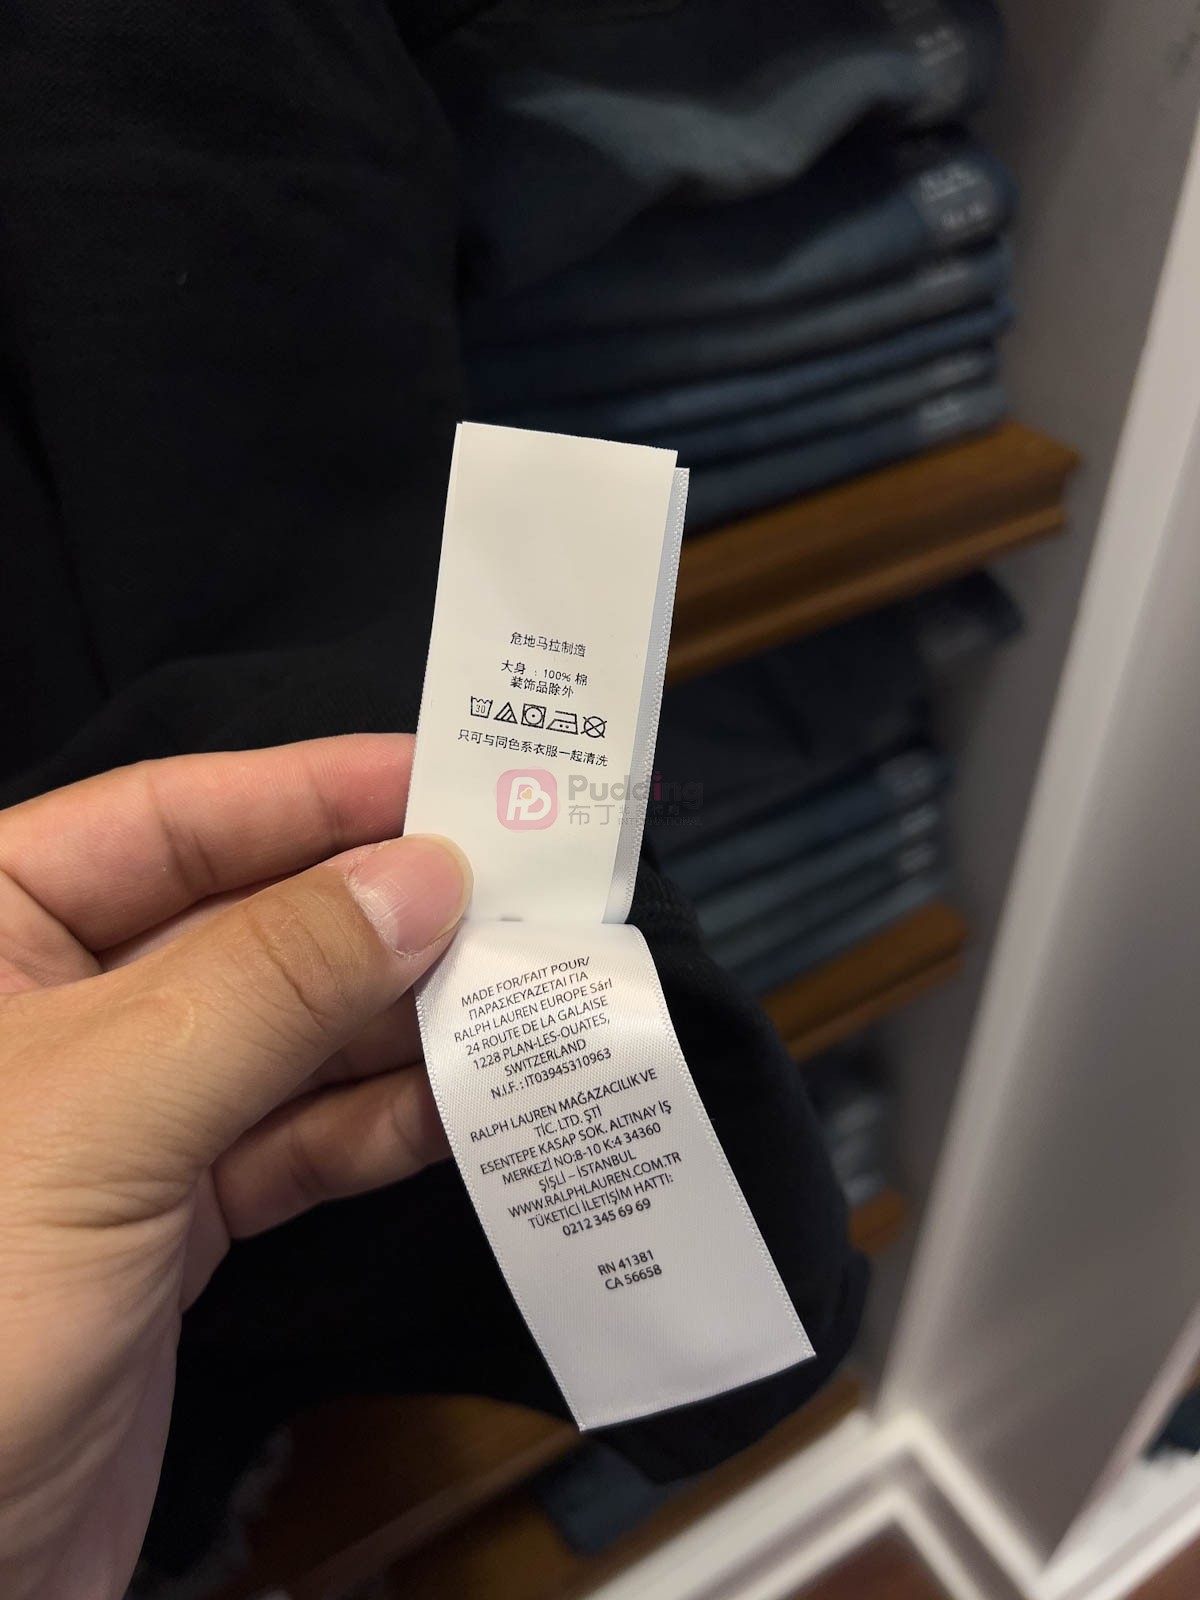 危地马拉制造
大身 : 100% 棉
装饰品除外
30
只可与同色系衣服一起清洗
Pudding
布丁
INTERNATIONAL
MADE FOR/FAIT POUR/
ΠΑΡΑΣΚΕΥΑΖΕΤΑΙ ΓΙΑ
RALPH LAUREN EUROPE Sárl
24 ROUTE DE LA GALAISE
1228 PLAN-LES-OUATES,
SWITZERLAND
N.I.F. : IT03945310963
RALPH LAUREN MAĞAZACILIK VE
TİC. LTD. ŞTİ
ESENTEPE KASAP SOK. ALTINAY İŞ
MERKEZİ NO:8-10 K:4 34360
ŞİŞLİ – İSTANBUL
WWW.RALPHLAUREN.COM.TR
TÜKETİCİ İLETİŞİM HATTI:
0212 345 69 69
RN 41381
CA 56658